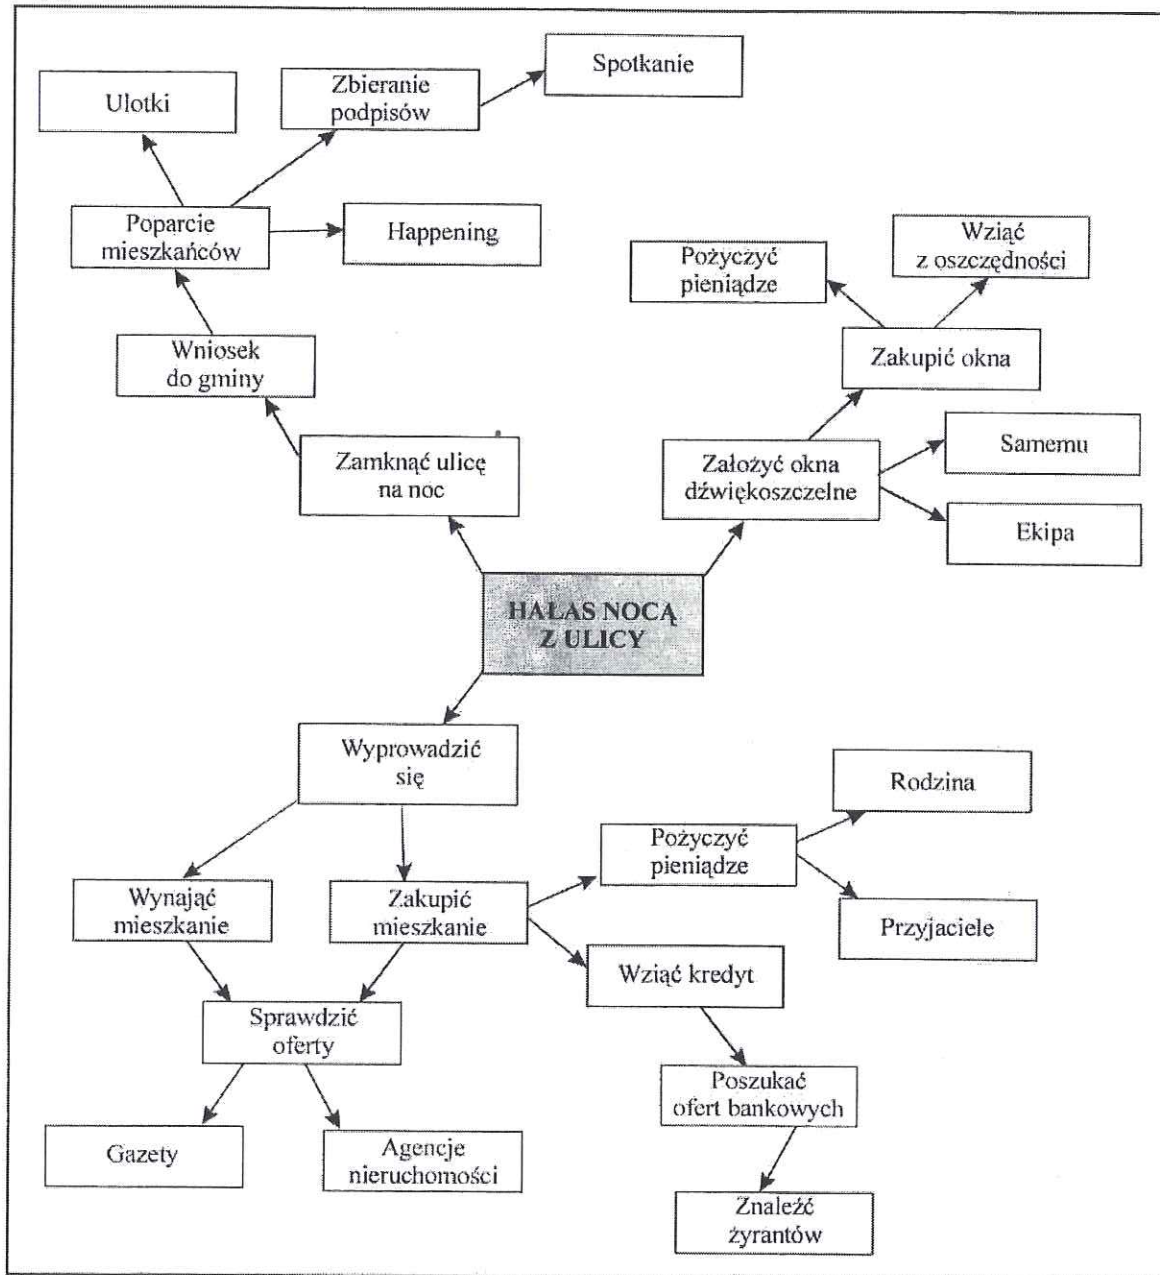 Spotkanie
Ulotki
Zbieranie
podpisów
Poparcie
mieszkańców
Happening
Wziąć
z oszczędności
Pożyczyć
pieniądze
Wniosek
do gminy
Zakupić okna
Zamknąć ulicę
na noc
Założyć okna
dźwiękoszczelne
Samemu
Ekipa
HAŁAS NOCĄ
Z ULICY
Wyprowadzić
się
Rodzina
Pożyczyć
pieniądze
Wynająć
mieszkanie
Zakupić
mieszkanie
Przyjaciele
Wziąć kredyt
Sprawdzić
oferty
Poszukać
ofert bankowych
Gazety
Agencje
nieruchomości
Znaleźć
żyrantów